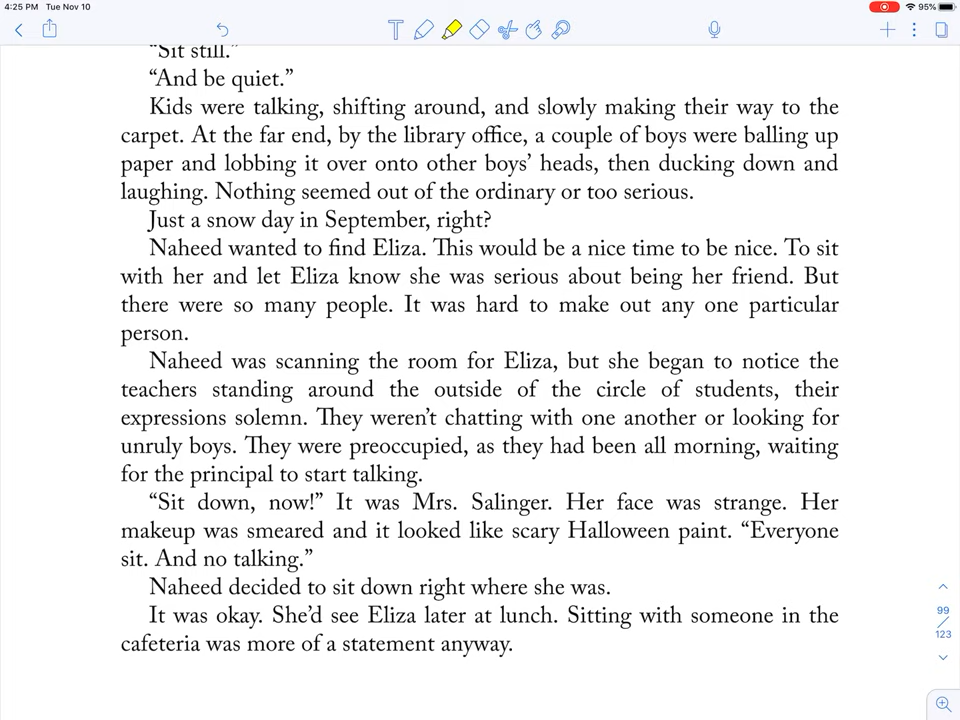 4:25 PM Tue Nov 10
95%
T
“Sit still.”
“And be quiet.”
Kids were talking, shifting around, and slowly making their way to the
carpet. At the far end, by the library office, a couple of boys were balling up
paper and lobbing it over onto other boys’ heads, then ducking down and
laughing. Nothing seemed out of the ordinary or too serious.
Just a snow day in September, right?
Naheed wanted to find Eliza. This would be a nice time to be nice. To sit
with her and let Eliza know she was serious about being her friend. But
there were so many people. It was hard to make out any one particular
person.
Naheed was scanning the room for Eliza, but she began to notice the
teachers standing around the outside of the circle of students, their
expressions solemn. They weren’t chatting with one another or looking for
unruly boys. They were preoccupied, as they had been all morning, waiting
for the principal to start talking.
“Sit down, now!” It was Mrs. Salinger. Her face was strange. Her
makeup was smeared and it looked like scary Halloween paint. “Everyone
sit. And no talking.”
Naheed decided to sit down right where she was.
It was okay. She’d see Eliza later at lunch. Sitting with someone in the
cafeteria was more of a statement anyway.
99
/
123